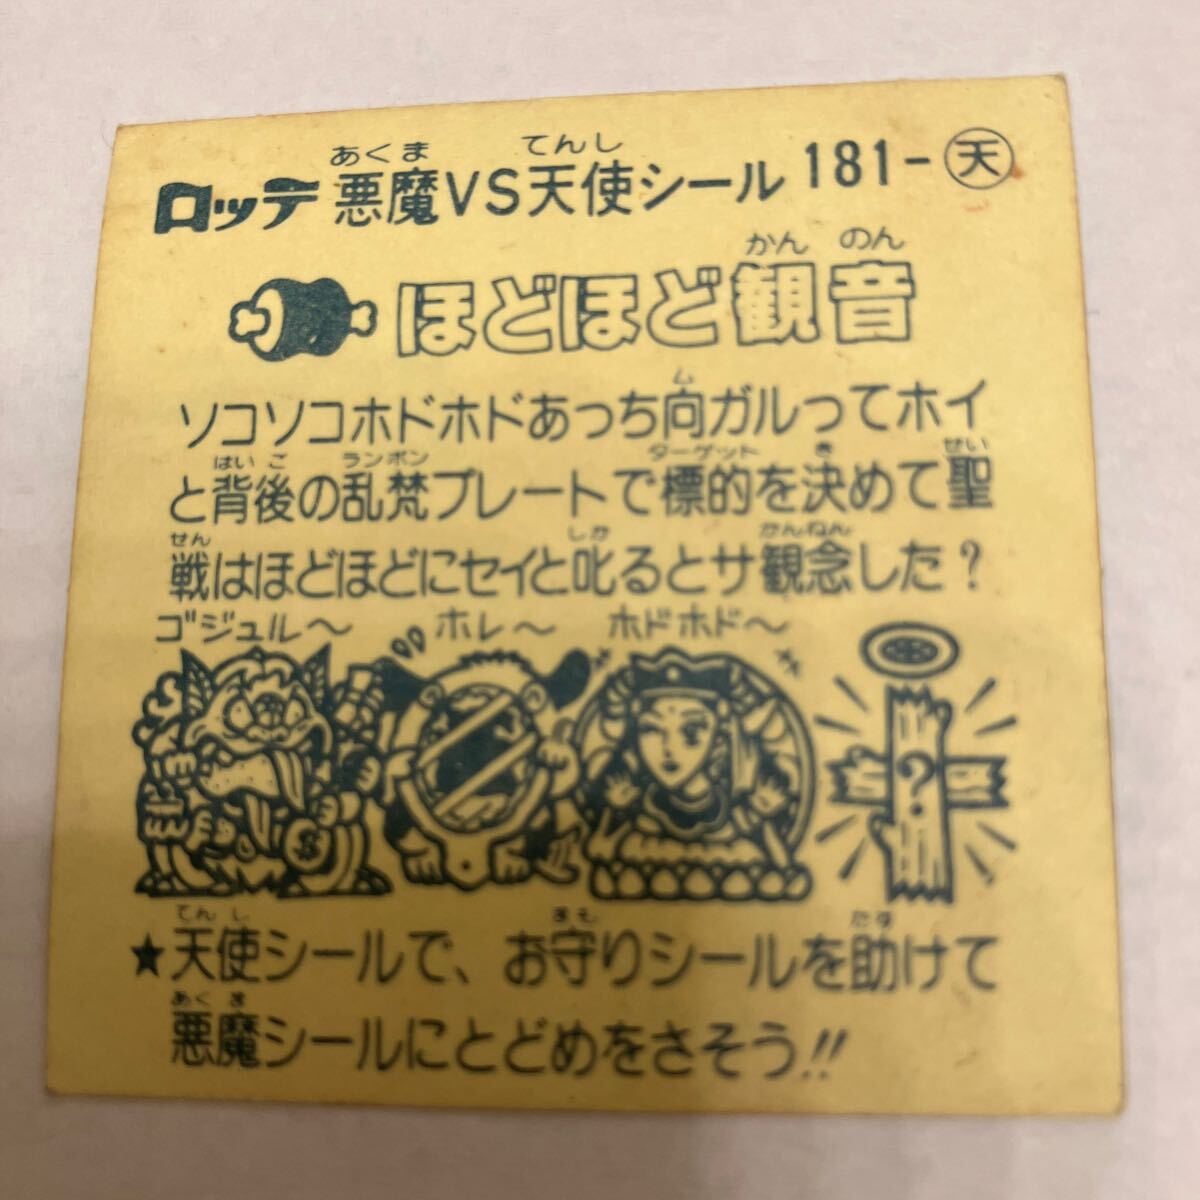 ロッテ 悪魔VS天使シール 181-天
あくま てんし
ほどほど観音
かん のん
ソコソコホドホドあっち向ガルってホイ
ム
と背後の乱梵プレートで標的を決めて聖
はいご ランボン ターゲット き せい
戦はほどほどにセイと叱るとサ観念した?
せん しか かんねん
ゴジュル〜 ホレ〜 ホドホド〜
?
★天使シールで、お守りシールを助けて
てんし まも たす
悪魔シールにとどめをさそう!!
あくま